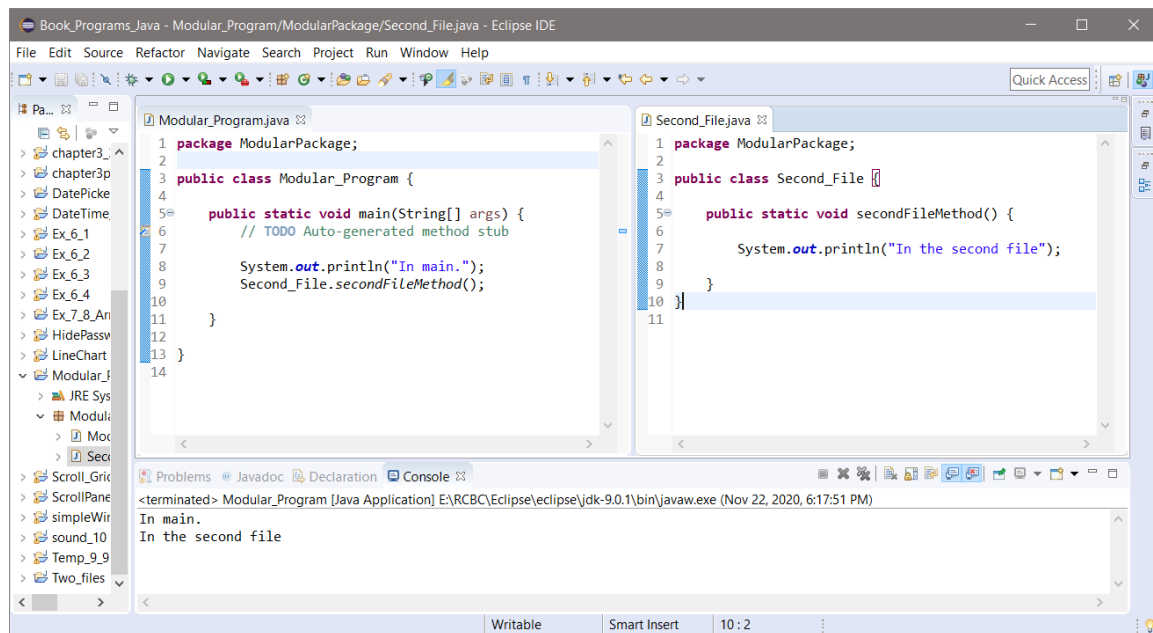 Book_Programs_Java - Modular_Program/ModularPackage/Second_File.java - Eclipse IDE
File Edit Source Refactor Navigate Search Project Run Window Help
Quick Access
Pa...
chapter3_
chapter3p
DatePicke
DateTime_
Ex_6_1
Ex_6_2
Ex_6_3
Ex_6_4
Ex_7_8_Arr
HidePassw
LineChart
Modular_P
JRE Sys
Modula
Mod
Seco
Scroll_Grid
ScrollPane
simpleWin
sound_10
Temp_9_9
Two_files
Modular_Program.java
1 package ModularPackage;
2
3 public class Modular_Program {
4
5 public static void main(String[] args) {
6 // TODO Auto-generated method stub
7
8 System.out.println("In main.");
9 Second_File.secondFileMethod();
10
11 }
12
13 }
14
Second_File.java
1 package ModularPackage;
2
3 public class Second_File {
4
5 public static void secondFileMethod() {
6
7 System.out.println("In the second file");
8
9 }
10 }
11
Problems @ Javadoc Declaration Console
<terminated> Modular_Program [Java Application] E:\RCBC\Eclipse\eclipse\jdk-9.0.1\bin\javaw.exe (Nov 22, 2020, 6:17:51 PM)
In main.
In the second file
Writable Smart Insert 10 : 2